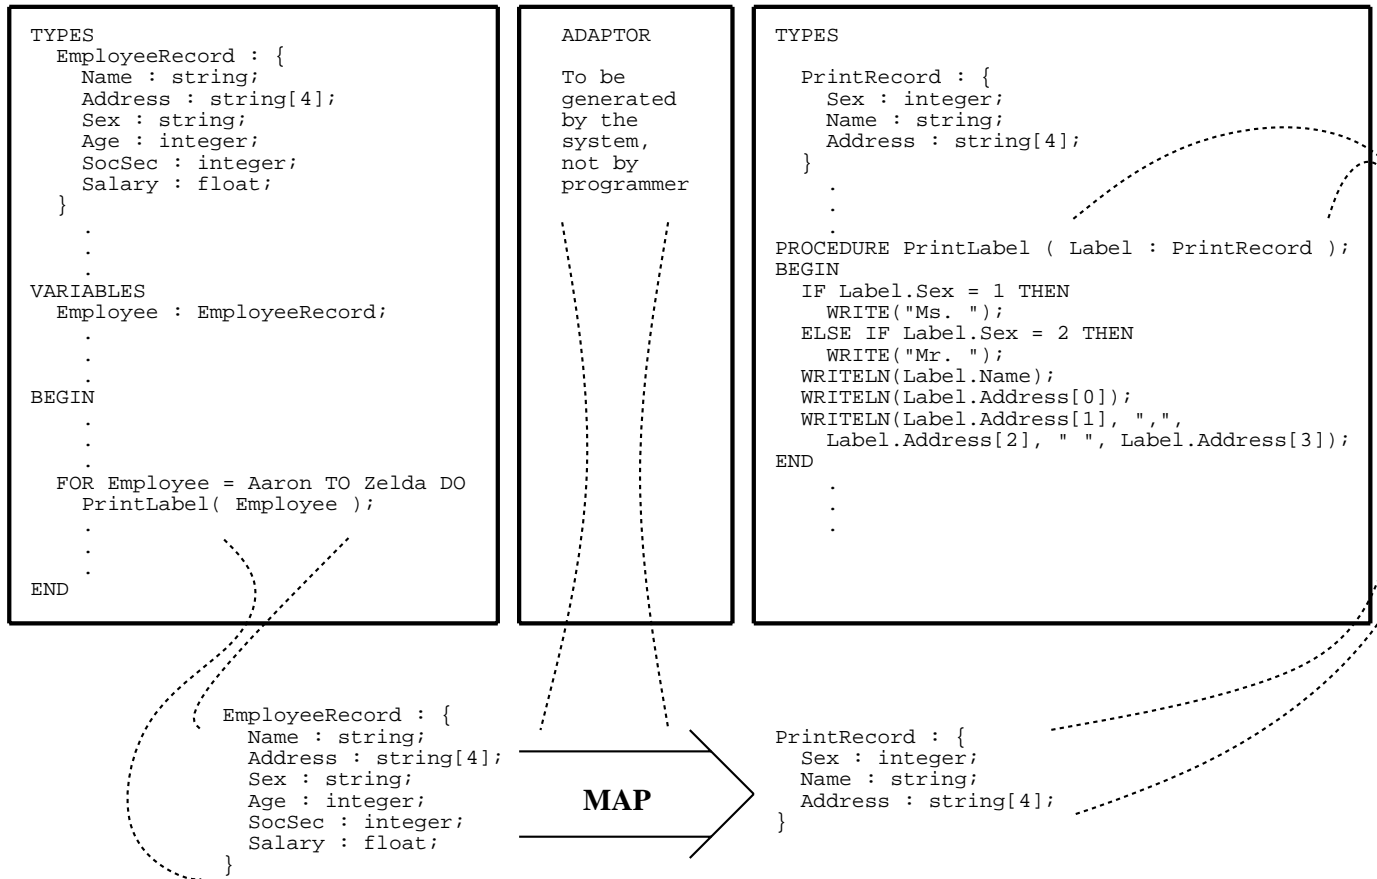 TYPES
EmployeeRecord : {
Name : string;
Address : string[4];
Sex : string;
Age : integer;
SocSec : integer;
Salary : float;
}
.
.
.
VARIABLES
Employee : EmployeeRecord;
.
.
.
BEGIN
.
.
.
FOR Employee = Aaron TO Zelda DO
PrintLabel( Employee );
.
.
.
END
ADAPTOR
To be
generated
by the
system,
not by
programmer
TYPES
PrintRecord : {
Sex : integer;
Name : string;
Address : string[4];
}
.
.
.
PROCEDURE PrintLabel ( Label : PrintRecord );
BEGIN
IF Label.Sex = 1 THEN
WRITE("Ms. ");
ELSE IF Label.Sex = 2 THEN
WRITE("Mr. ");
WRITELN(Label.Name);
WRITELN(Label.Address[0]);
WRITELN(Label.Address[1], ",",
Label.Address[2], " ", Label.Address[3]);
END
.
.
.
EmployeeRecord : {
Name : string;
Address : string[4];
Sex : string;
Age : integer;
SocSec : integer;
Salary : float;
}
MAP
PrintRecord : {
Sex : integer;
Name : string;
Address : string[4];
}